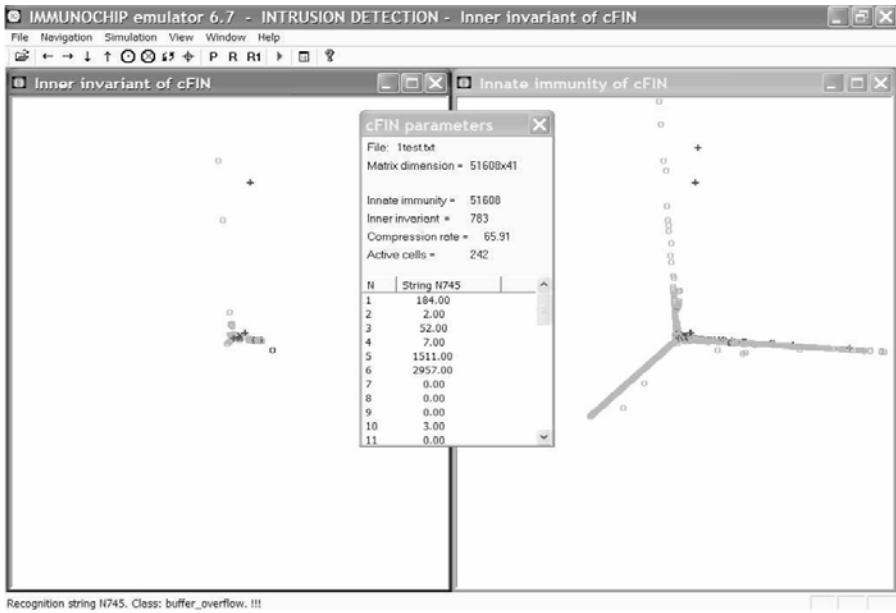 IMMUNOCHIP emulator 6.7 - INTRUSION DETECTION - Inner invariant of cFIN
File Navigation Simulation View Window Help
P R R1
Inner invariant of cFIN
Innate immunity of cFIN
cFIN parameters
File: 1test.txt
Matrix dimension = 51608x41
Innate immunity = 51608
Inner invariant = 783
Compression rate = 65.91
Active cells = 242
N String N745
1 184.00
2 2.00
3 52.00
4 7.00
5 1511.00
6 2957.00
7 0.00
8 0.00
9 0.00
10 3.00
11 0.00
Recognition string N745. Class: buffer_overflow. !!!